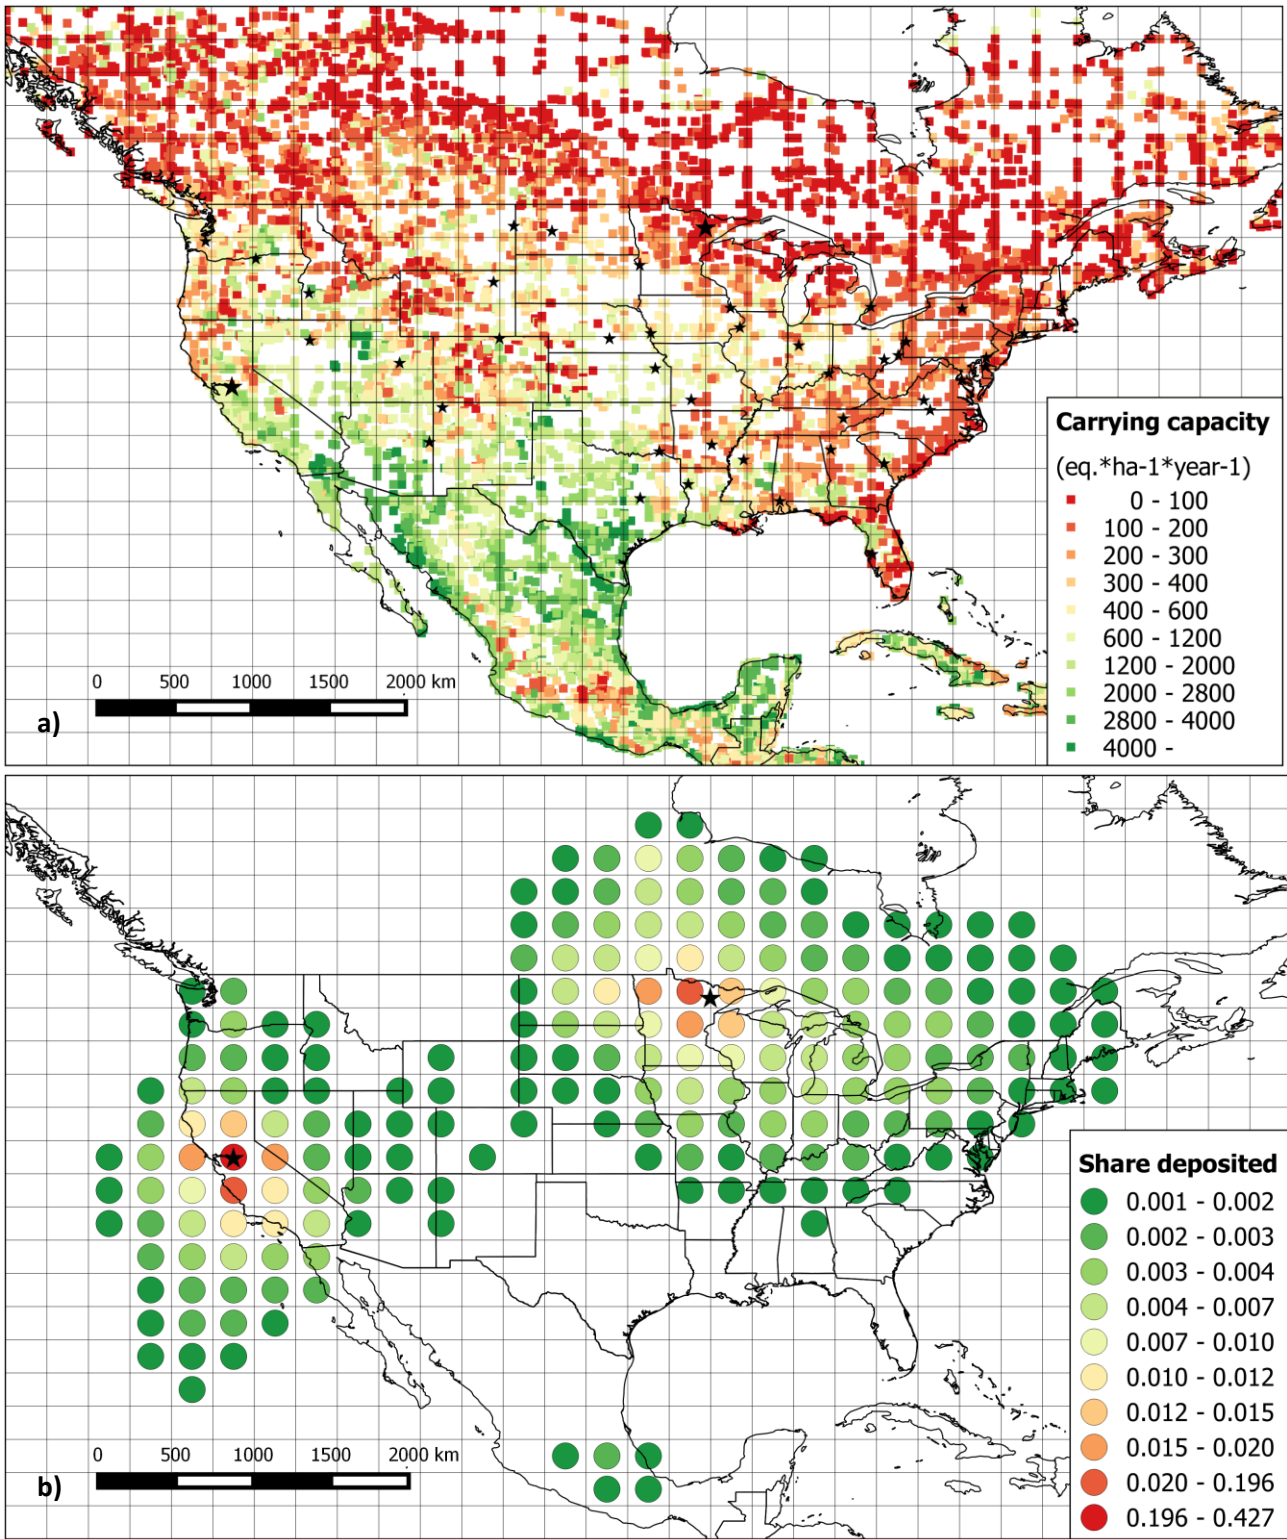 Carrying capacity
(eq.*ha-1*year-1)
0 - 100
100 - 200
200 - 300
300 - 400
400 - 600
600 - 1200
1200 - 2000
2000 - 2800
2800 - 4000
4000 -
0 500 1000 1500 2000 km
a)
Share deposited
0.001 - 0.002
0.002 - 0.003
0.003 - 0.004
0.004 - 0.007
0.007 - 0.010
0.010 - 0.012
0.012 - 0.015
0.015 - 0.020
0.020 - 0.196
0.196 - 0.427
0 500 1000 1500 2000 km
b)